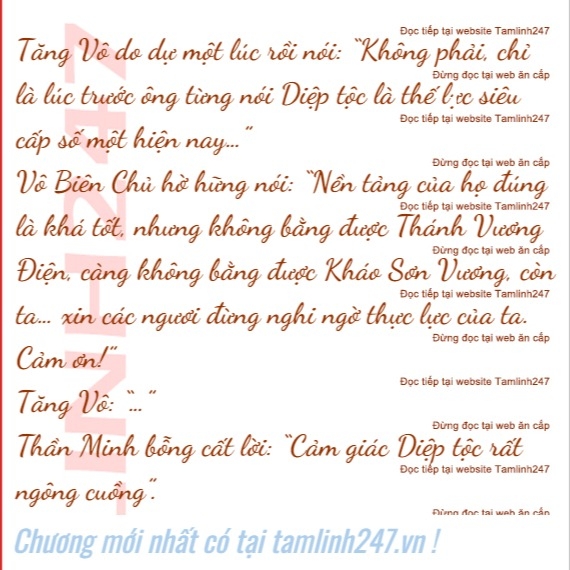 Đọc tiếp tại website Tamlinh247
Tăng Vô do dự một lúc rồi nói: “Không phải, chỉ
Đừng đọc tại web ăn cắp
là lúc trước ông từng nói Diệp tộc là thế lực siêu
Đọc tiếp tại website Tamlinh247
cấp số một hiện nay…”
Đừng đọc tại web ăn cắp
Vô Biên Chủ hờ hững nói: “Nền tảng của họ đúng
Đọc tiếp tại website Tamlinh247
là khá tốt, nhưng không bằng được Thánh Vương
Đừng đọc tại web ăn cắp
Điện, càng không bằng được Kháo Sơn Vương, còn
Đọc tiếp tại website Tamlinh247
ta… xin các ngươi đừng nghi ngờ thực lực của ta.
Đừng đọc tại web ăn cắp
Cảm ơn!”
Đọc tiếp tại website Tamlinh247
Tăng Vô: “…”
Đừng đọc tại web ăn cắp
Thần Minh bỗng cất lời: “Cảm giác Diệp tộc rất
Đọc tiếp tại website Tamlinh247
ngông cuồng”.
Đừng đọc tại web ăn cắp
Chương mới nhất có tại tamlinh247.vn !
INH247